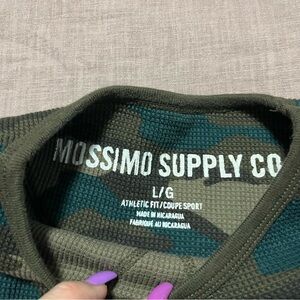 MOSSIMO SUPPLY CO
L/G
ATHLETIC FIT/COUPE SPORT
MADE IN NICARAGUA
FABRIQUÉ AU NICARAGUA